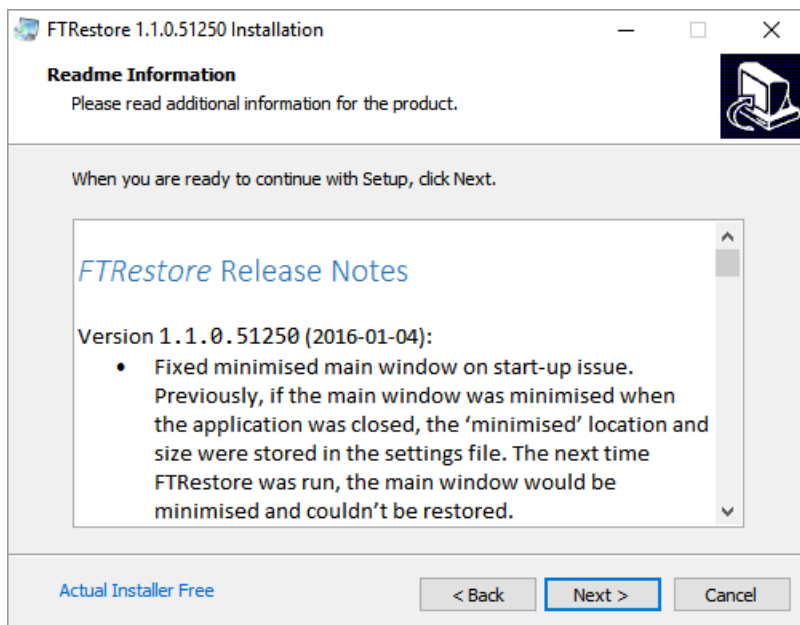 FTRestore 1.1.0.51250 Installation
Readme Information
Please read additional information for the product.
When you are ready to continue with Setup, click Next.
FTRestore Release Notes
Version 1.1.0.51250 (2016-01-04):
• Fixed minimised main window on start-up issue.
Previously, if the main window was minimised when
the application was closed, the ‘minimised’ location and
size were stored in the settings file. The next time
FTRestore was run, the main window would be
minimised and couldn’t be restored.
Actual Installer Free
< Back
Next >
Cancel